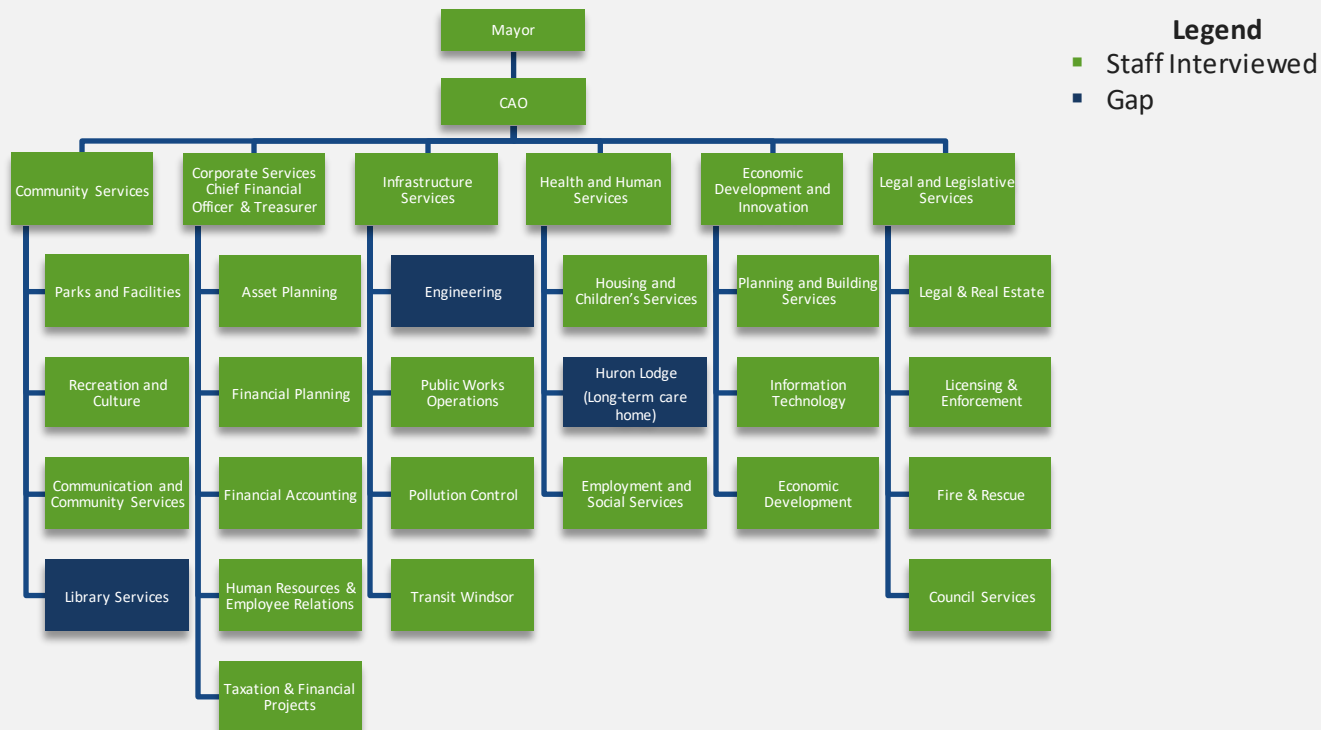 Mayor
Legend
Staff Interviewed
Gap
CAO
Community Services
Corporate Services
Chief Financial
Officer & Treasurer
Infrastructure
Services
Health and Human
Services
Economic
Development and
Innovation
Legal and Legislative
Services
Parks and Facilities
Asset Planning
Engineering
Housing and
Children's Services
Planning and Building
Services
Legal & Real Estate
Recreation and
Culture
Financial Planning
Public Works
Operations
Huron Lodge
(Long-term care
home)
Information
Technology
Licensing &
Enforcement
Communication and
Community Services
Financial Accounting
Pollution Control
Employment and
Social Services
Economic
Development
Fire & Rescue
Library Services
Human Resources &
Employee Relations
Transit Windsor
Council Services
Taxation & Financial
Projects